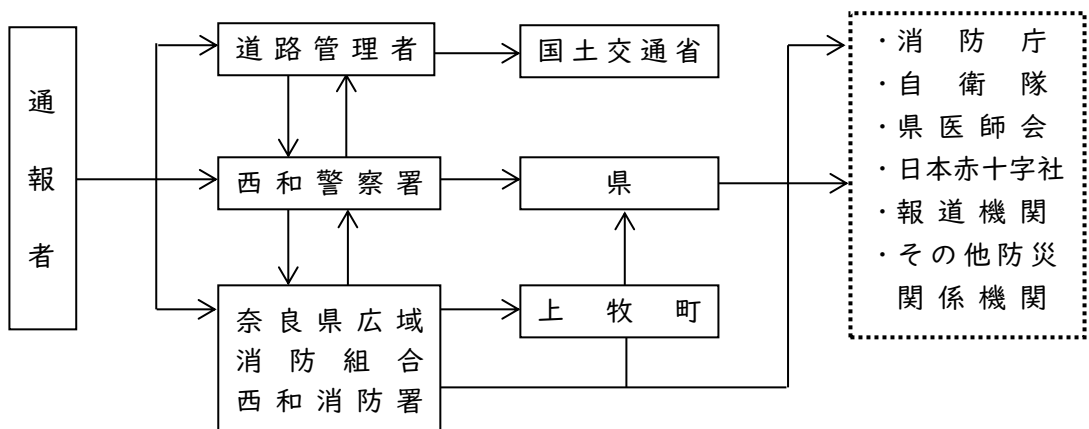 通報者
道路管理者
国土交通省
西和警察署
県
奈良県広域
消防組合
西和消防署
上牧町
・消防庁
・自衛隊
・県医師会
・日本赤十字社
・報道機関
・その他防災
関係機関